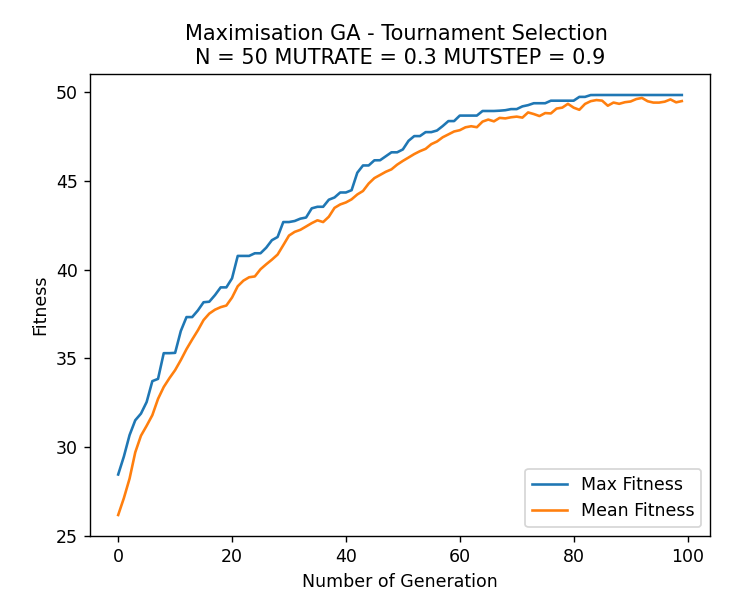 Maximisation GA - Tournament Selection
N = 50 MUTRATE = 0.3 MUTSTEP = 0.9
50
45
40
35
30
25
Fitness
0 20 40 60 80 100
Number of Generation
Max Fitness
Mean Fitness